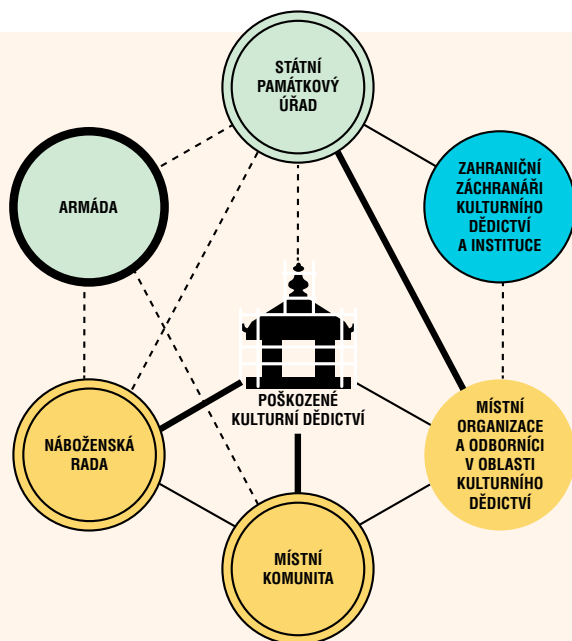 STÁTNÍ
PAMÁTKOVÝ
ÚŘAD
ARMÁDA
ZAHRANIČNÍ
ZÁCHRANÁŘI
KULTURNÍHO
DĚDICTVÍ
A INSTITUCE
POŠKOZENÉ
KULTURNÍ DĚDICTVÍ
NÁBOŽENSKÁ
RADA
MÍSTNÍ
ORGANIZACE
A ODBORNÍCI
V OBLASTI
KULTURNÍHO
DĚDICTVÍ
MÍSTNÍ
KOMUNITA